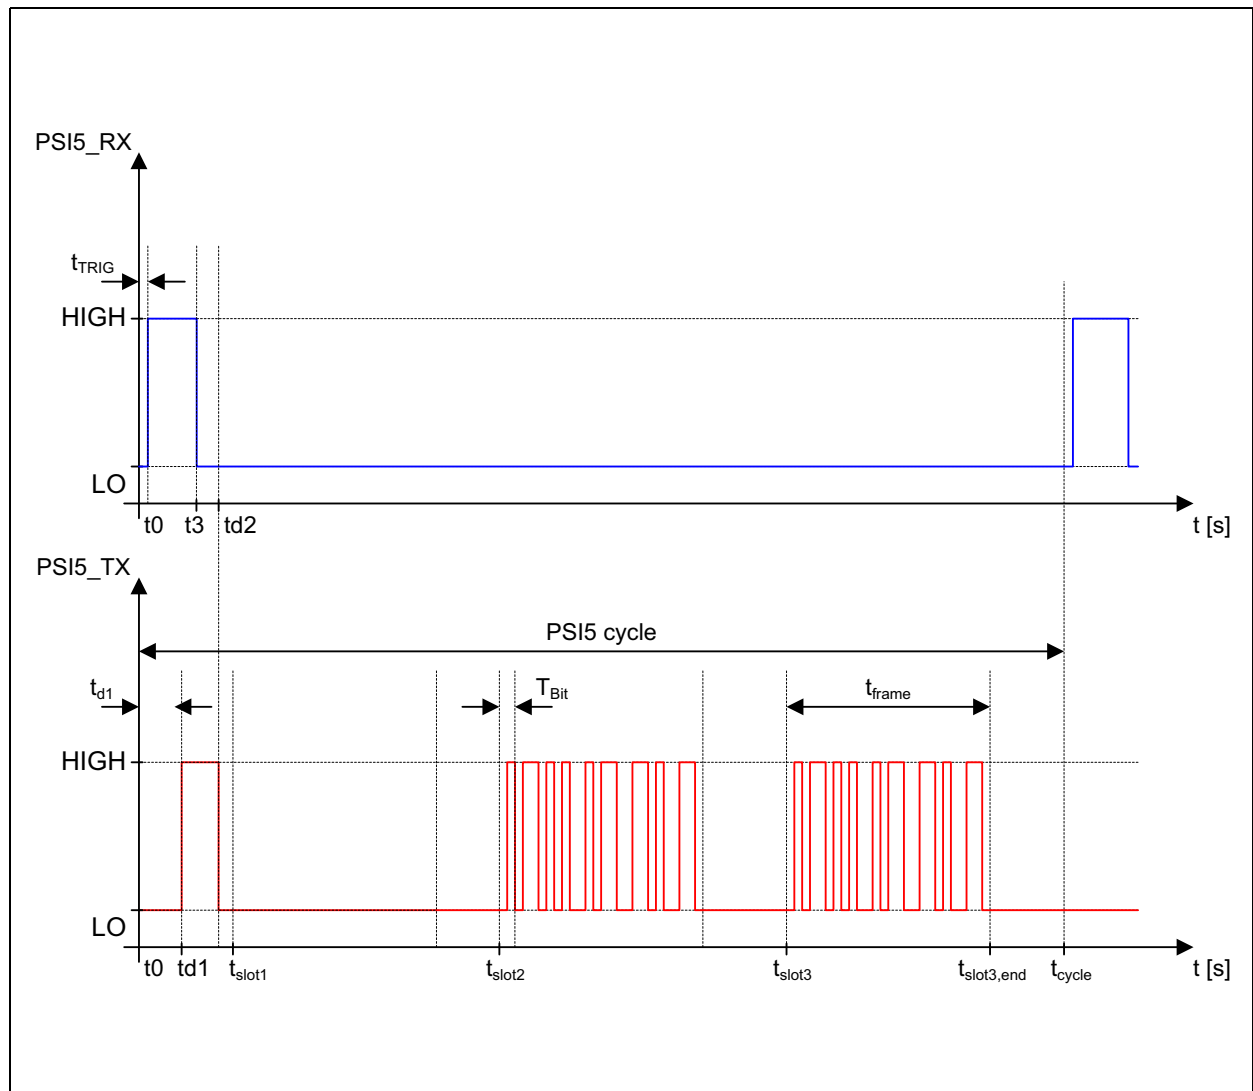 PSI5_RX
tTRIG
HIGH
LO
t0 t3 td2
t [s]
PSI5_TX
PSI5 cycle
td1 TBit tframe
HIGH
LO
t0 td1 tslot1 tslot2 tslot3 tslot3,end tcycle t [s]